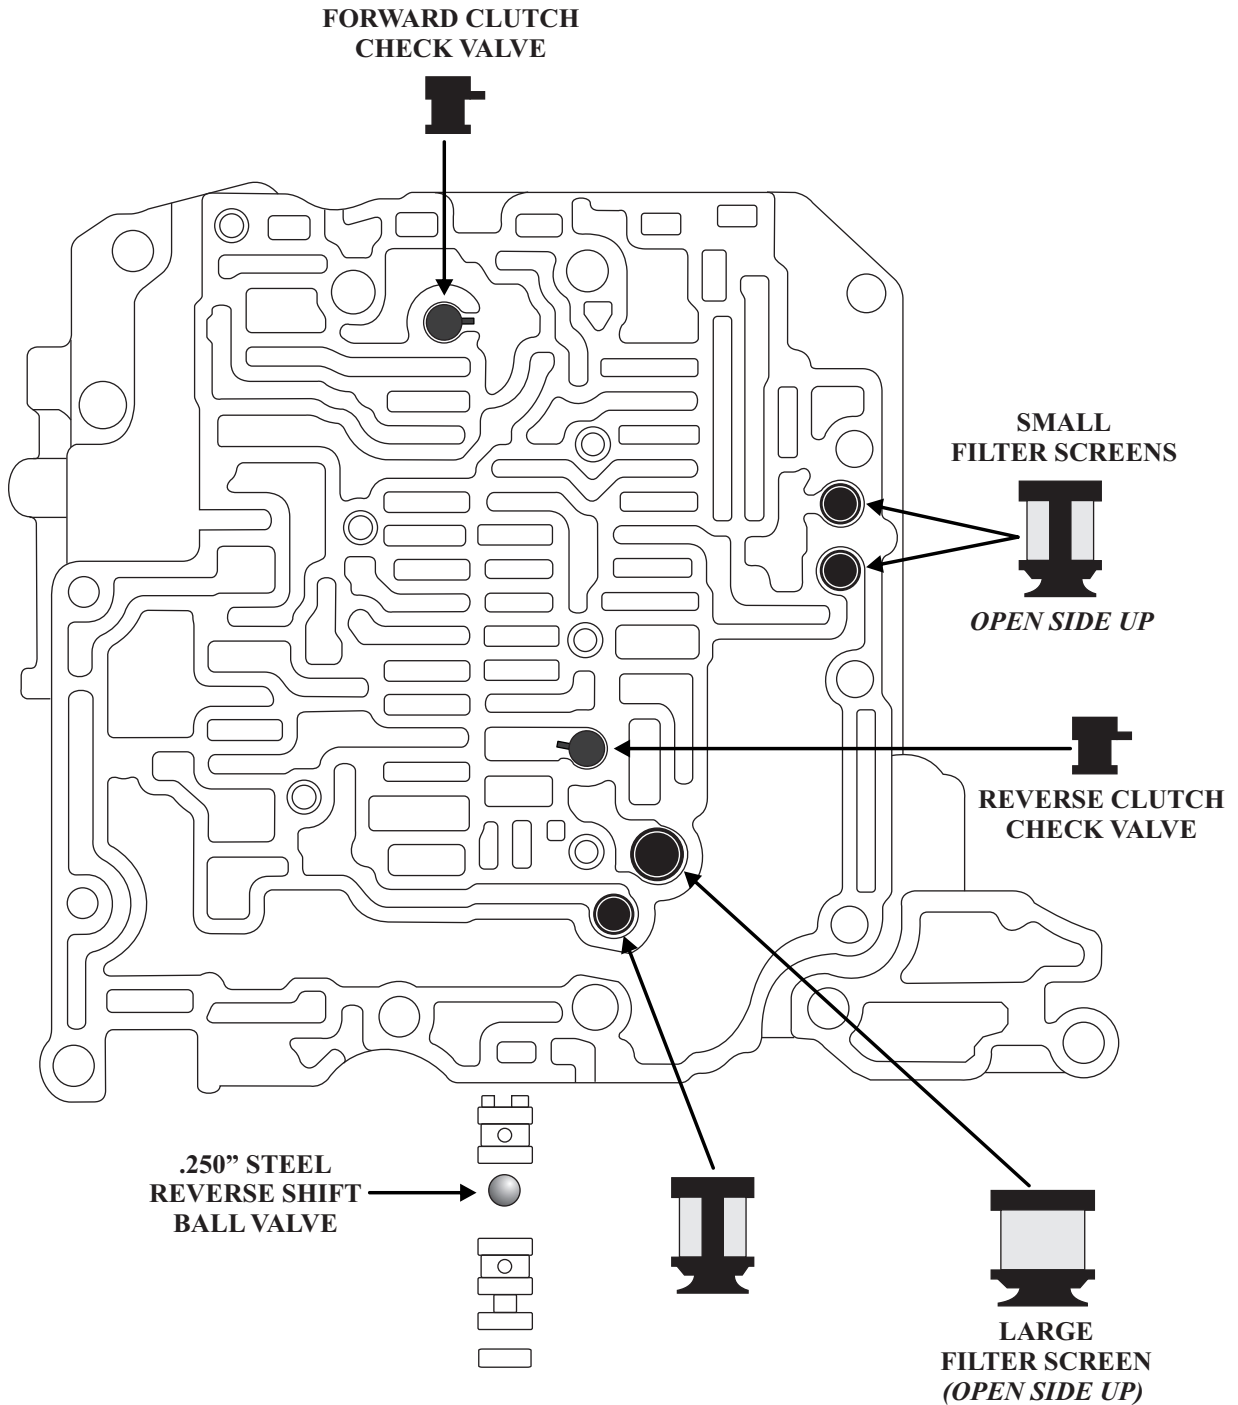 FORWARD CLUTCH
CHECK VALVE
SMALL
FILTER SCREENS
OPEN SIDE UP
REVERSE CLUTCH
CHECK VALVE
.250” STEEL
REVERSE SHIFT
BALL VALVE
LARGE
FILTER SCREEN
(OPEN SIDE UP)